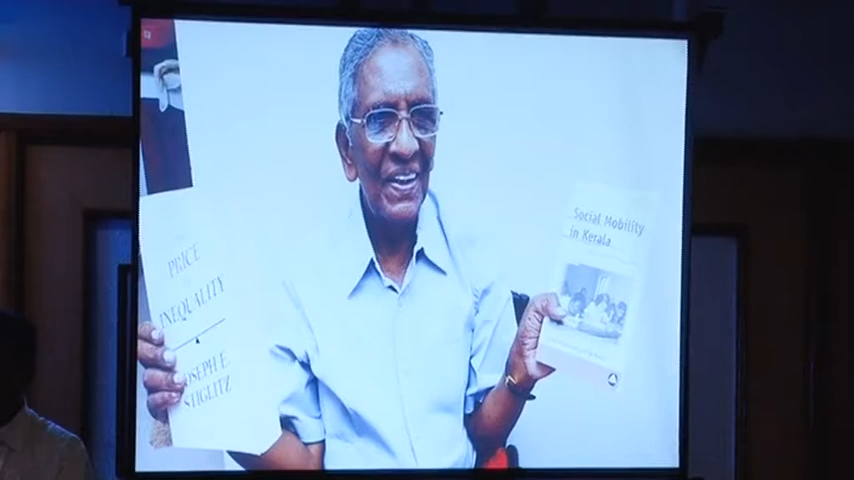 PRICE
INEQUALITY
JOSEPH E.
STIGLITZ
Social Mobility
in Kerala